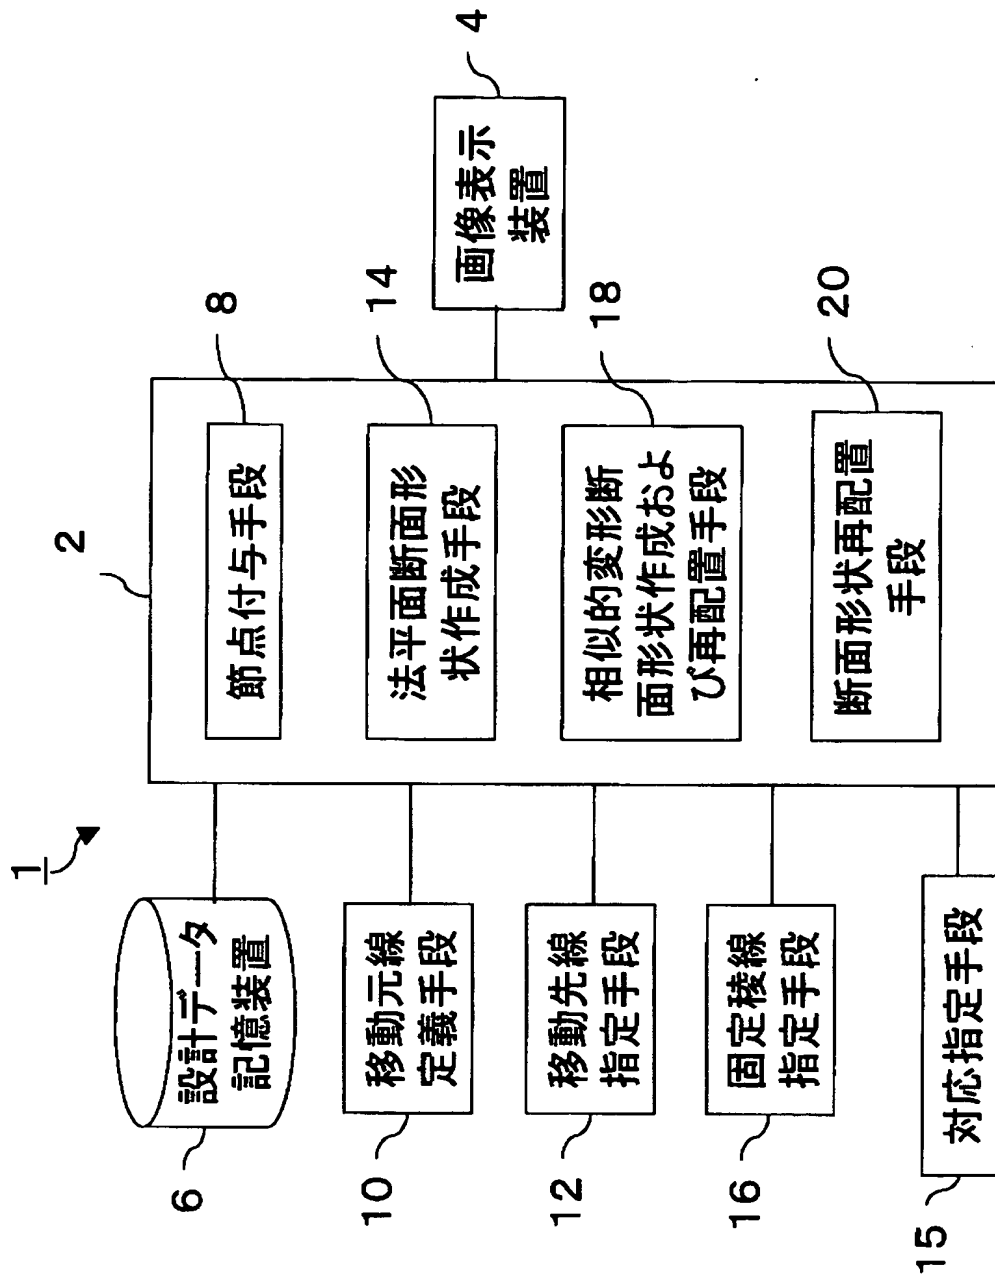 1
2
設計データ
記憶装置
6
移動元線
定義手段
10
移動先線
指定手段
12
固定稜線
指定手段
16
対応指定手段
15
節点付与手段
8
法平面断面形
状作成手段
14
相似的変形断
面形状作成およ
び再配置手段
18
断面形状再配置
手段
20
画像表示
装置
4